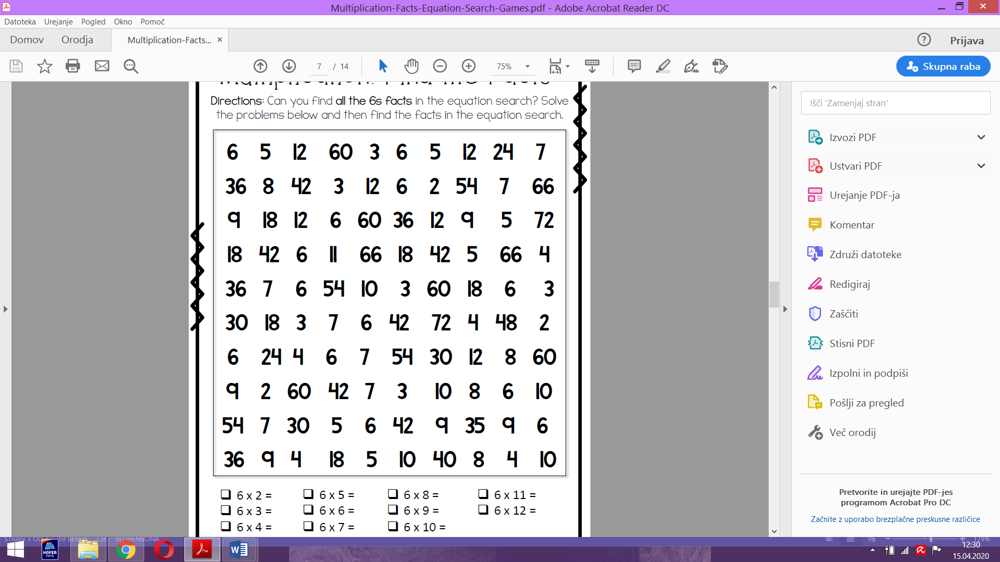 Multiplication-Facts-Equation-Search-Games.pdf - Adobe Acrobat Reader DC
Datoteka Urejanje Pogled Okno Pomoč
Domov Orodja Multiplication-Facts... × ? Prijava
7 / 14 75% Skupna raba
Directions: Can you find all the 6s facts in the equation search? Solve
the problems below and then find the facts in the equation search.
6 5 12 60 3 6 5 12 24 7
36 8 42 3 12 6 2 54 7 66
9 18 12 6 60 36 12 9 5 72
18 42 6 11 66 18 42 5 66 4
36 7 6 54 10 3 60 18 6 3
30 18 3 7 6 42 72 4 48 2
6 24 4 6 7 54 30 12 8 60
9 2 60 42 7 3 10 8 6 10
54 7 30 5 6 42 9 35 9 6
36 9 4 18 5 10 40 8 4 10
6 x 2 = 6 x 5 = 6 x 8 = 6 x 11 =
6 x 3 = 6 x 6 = 6 x 9 = 6 x 12 =
6 x 4 = 6 x 7 = 6 x 10 =
Išči 'Zamenjaj stran'
Izvozi PDF
Ustvari PDF
Urejanje PDF-ja
Komentar
Združi datoteke
Redigiraj
Zaščiti
Stisni PDF
Izpolni in podpiši
Pošlji za pregled
Več orodij
Pretvorite in urejajte PDF-jes
programom Acrobat Pro DC
Začnite z uporabo brezplačne preskusne različice
179%
HOFER
FOTO
12:30
15.04.2020